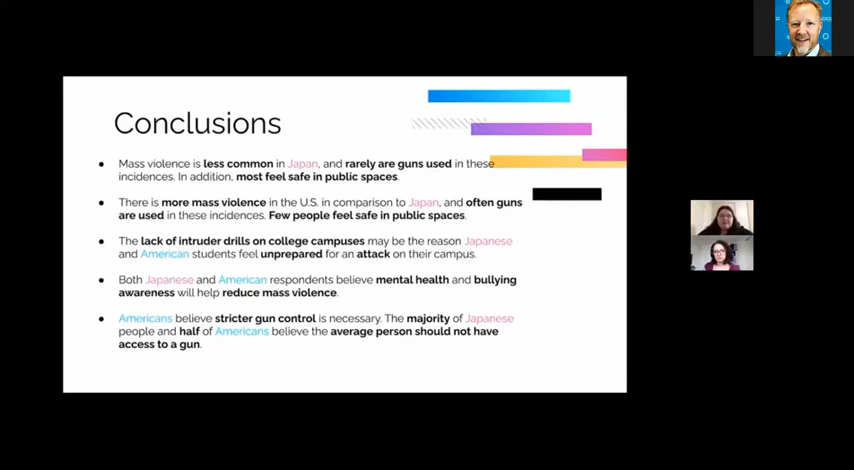 Conclusions
Mass violence is less common in Japan, and rarely are guns used in these
incidences. In addition, most feel safe in public spaces.
There is more mass violence in the U.S. in comparison to Japan, and often guns
are used in these incidences. Few people feel safe in public spaces.
The lack of intruder drills on college campuses may be the reason Japanese
and American students feel unprepared for an attack on their campus.
Both Japanese and American respondents believe mental health and bullying
awareness will help reduce mass violence.
Americans believe stricter gun control is necessary. The majority of Japanese
people and half of Americans believe the average person should not have
access to a gun.